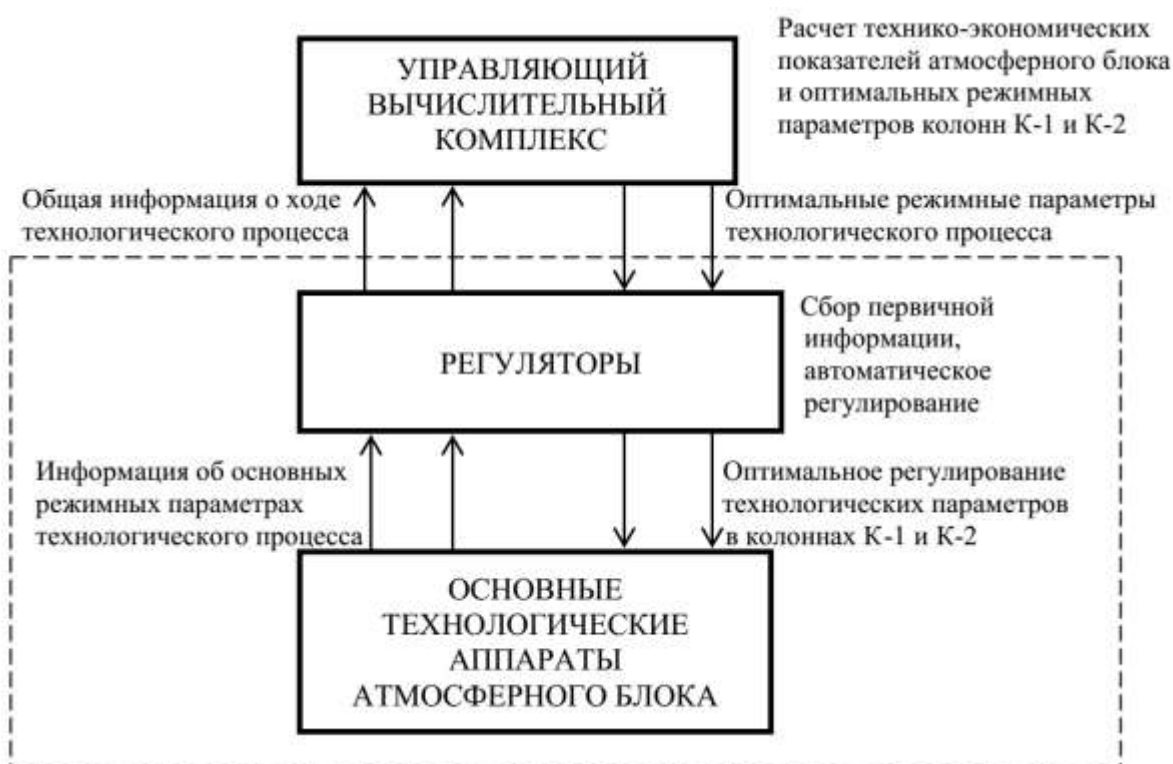 Расчет технико-экономических
показателей атмосферного блока
и оптимальных режимных
параметров колонн К-1 и К-2
УПРАВЛЯЮЩИЙ
ВЫЧИСЛИТЕЛЬНЫЙ
КОМПЛЕКС
Общая информация о ходе
технологического процесса
Оптимальные режимные параметры
технологического процесса
РЕГУЛЯТОРЫ
Сбор первичной
информации,
автоматическое
регулирование
Информация об основных
режимных параметрах
технологического процесса
Оптимальное регулирование
технологических параметров
в колоннах К-1 и К-2
ОСНОВНЫЕ
ТЕХНОЛОГИЧЕСКИЕ
АППАРАТЫ
АТМОСФЕРНОГО БЛОКА